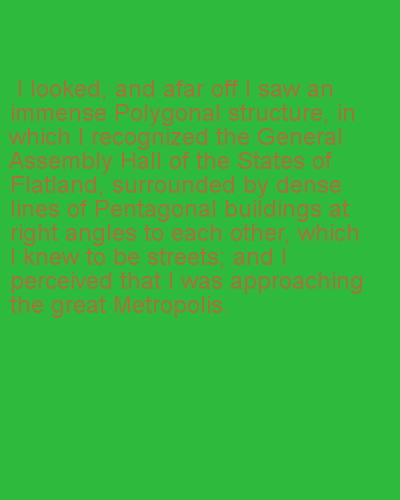 I looked, and afar off I saw an
immense Polygonal structure, in
which I recognized the General
Assembly Hall of the States of
Flatland, surrounded by dense
lines of Pentagonal buildings at
right angles to each other, which
I knew to be streets; and I
perceived that I was approaching
the great Metropolis.